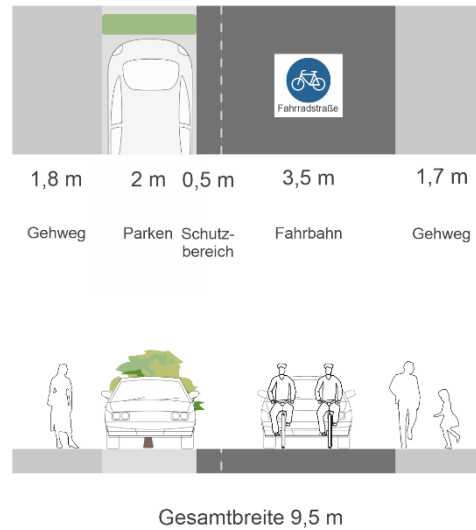 Fahrradstraße
1,8 m 2 m 0,5 m 3,5 m 1,7 m
Gehweg Parken Schutz- Fahrbahn Gehweg
bereich
Gesamtbreite 9,5 m